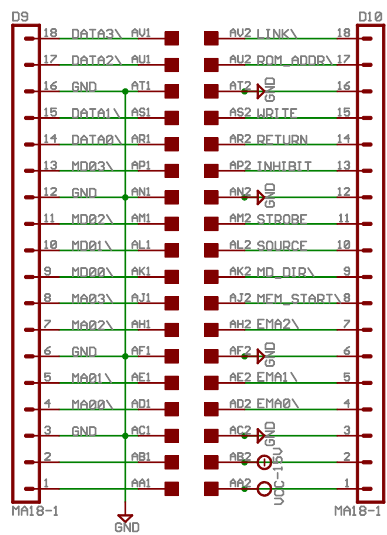 D9 D10
18 DATA3\ AV1 AV2 LINK\ 18
17 DATA2\ AU1 AU2 ROM_ADDR\ 17
16 GND AT1 AT2 GND 16
15 DATA1\ AS1 AS2 WRITE 15
14 DATA0\ AR1 AR2 RETURN 14
13 MD03\ AP1 AP2 INHIBIT 13
12 GND AN1 AN2 GND 12
11 MD02\ AM1 AM2 STROBE 11
10 MD01\ AL1 AL2 SOURCE 10
9 MD00\ AK1 AK2 MD_DIR\ 9
8 MA03\ AJ1 AJ2 MEM_START\ 8
7 MA02\ AH1 AH2 EMA2\ 7
6 GND AF1 AF2 GND 6
5 MA01\ AE1 AE2 EMA1\ 5
4 MA00\ AD1 AD2 EMA0\ 4
3 GND AC1 AC2 GND 3
2 AB1 AB2 -15V 2
1 AA1 AA2 VCC 1
MA18-1 MA18-1
GND